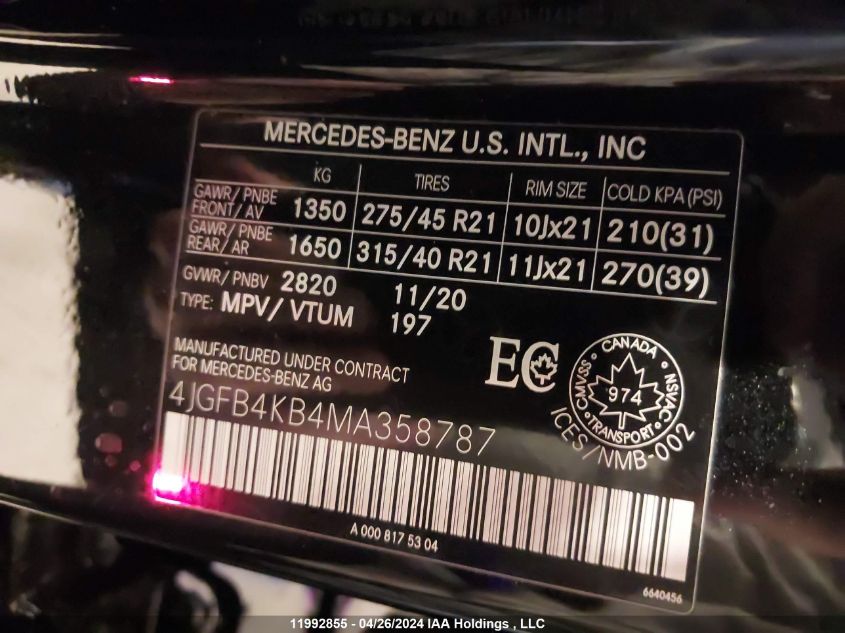 MERCEDES-BENZ U.S. INTL., INC
KG TIRES RIM SIZE COLD KPA (PSI)
GAWR/ PNBE FRONT/ AV 1350 275/45 R21 10Jx21 210(31)
GAWR/ PNBE REAR/ AR 1650 315/40 R21 11Jx21 270(39)
GVWR/ PNBV 2820 11/20
TYPE: MPV/ VTUM 197
MANUFACTURED UNDER CONTRACT
FOR MERCEDES-BENZ AG
EC
CANADA
CMVSS 974 NSVAC
TRANSPORT
ICES/NMB-002
4JGFB4KB4MA358787
A 000 817 53 04
6640456
11992855 - 04/26/2024 IAA Holdings , LLC